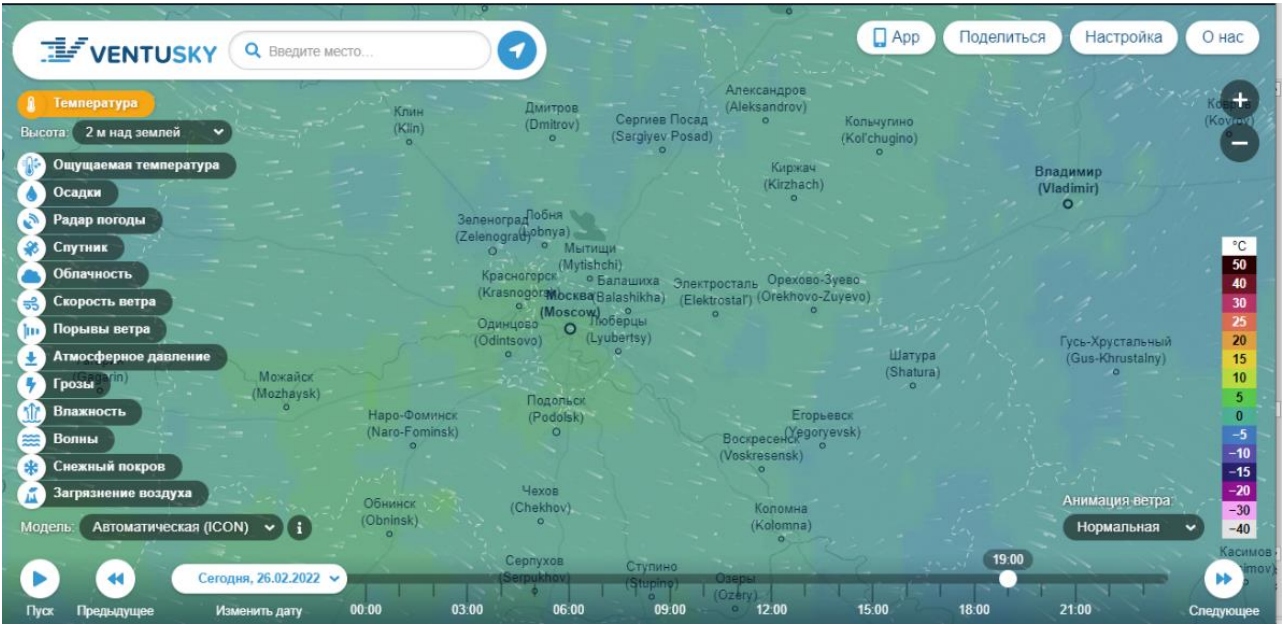 VENTUSKY
Введите место...
App
Поделиться
Настройка
О нас
Температура
Высота: 2 м над землей
Ощущаемая температура
Осадки
Радар погоды
Спутник
Облачность
Скорость ветра
Порывы ветра
Атмосферное давление
Грозы
Влажность
Волны
Снежный покров
Загрязнение воздуха
Модель: Автоматическая (ICON)
i
Клин
(Klin)
Дмитров
(Dmitrov)
Сергиев Посад
(Sergiyev Posad)
Александров
(Aleksandrov)
Кольчугино
(Kol'chugino)
Киржач
(Kirzhach)
Владимир
(Vladimir)
Зеленоград
(Zelenograd)
Лобня
(Lobnya)
Мытищи
(Mytishchi)
Красногорск
(Krasnogorsk)
Москва
(Moscow)
Балашиха
(Balashikha)
Электросталь
(Elektrostal')
Орехово-Зуево
(Orekhovo-Zuyevo)
Одинцово
(Odintsovo)
Люберцы
(Lyubertsy)
Шатура
(Shatura)
Гусь-Хрустальный
(Gus-Khrustalny)
Можайск
(Mozhaysk)
Подольск
(Podolsk)
Наро-Фоминск
(Naro-Fominsk)
Егорьевск
(Yegoryevsk)
Воскресенск
(Voskresensk)
Чехов
(Chekhov)
Обнинск
(Obninsk)
Коломна
(Kolomna)
Серпухов
(Serpukhov)
Ступино
(Stupino)
Озеры
(Ozery)
Касимов
+
−
°C
50
40
30
25
20
15
10
5
0
−5
−10
−15
−20
−30
−40
Анимация ветра:
Нормальная
19:00
Сегодня, 26.02.2022
Пуск
Предыдущее
Изменить дату
00:00
03:00
06:00
09:00
12:00
15:00
18:00
21:00
Следующее